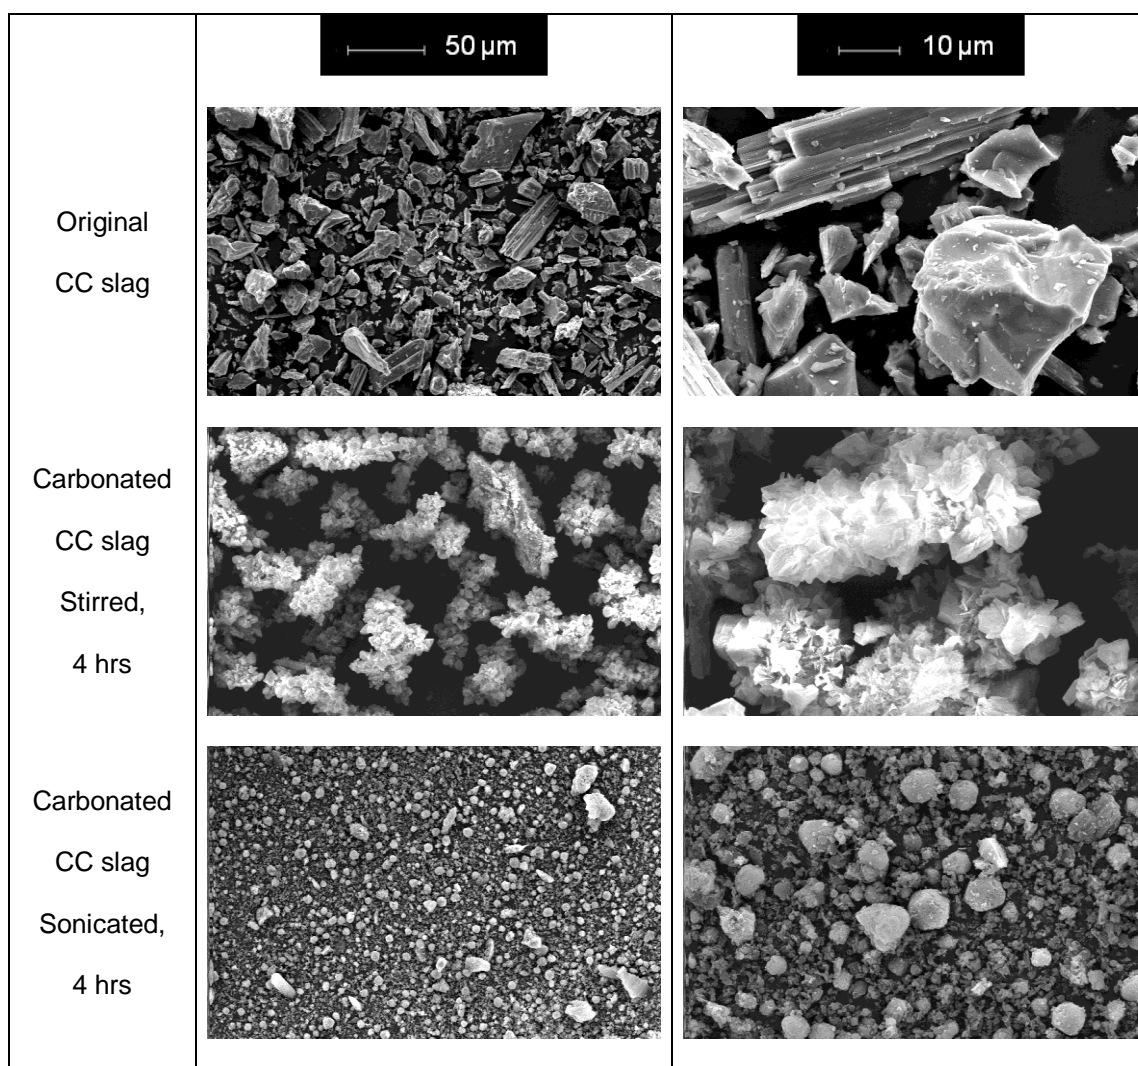 50 µm
10 µm
Original
CC slag
Carbonated
CC slag
Stirred,
4 hrs
Carbonated
CC slag
Sonicated,
4 hrs